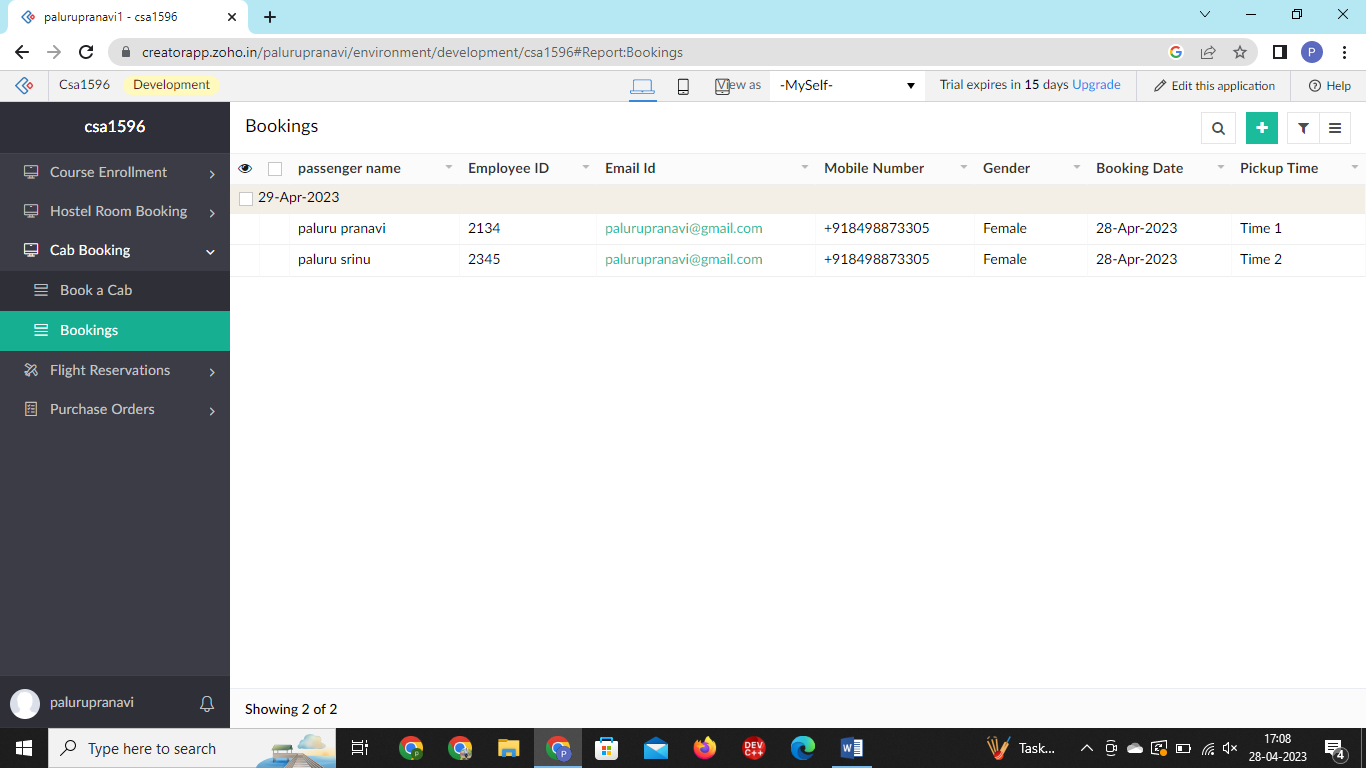 palurupranavi1 - csa1596
creatorapp.zoho.in/palurupranavi/environment/development/csa1596#Report:Bookings
P
Csa1596 Development View as -MySelf- Trial expires in 15 days Upgrade Edit this application Help
csa1596
Course Enrollment
Hostel Room Booking
Cab Booking
Book a Cab
Bookings
Flight Reservations
Purchase Orders
palurupranavi
Bookings
passenger name Employee ID Email Id Mobile Number Gender Booking Date Pickup Time
29-Apr-2023
paluru pranavi 2134 palurupranavi@gmail.com +918498873305 Female 28-Apr-2023 Time 1
paluru srinu 2345 palurupranavi@gmail.com +918498873305 Female 28-Apr-2023 Time 2
Showing 2 of 2
Type here to search
P
P
DEV C++
W
Task...
17:08
28-04-2023
4